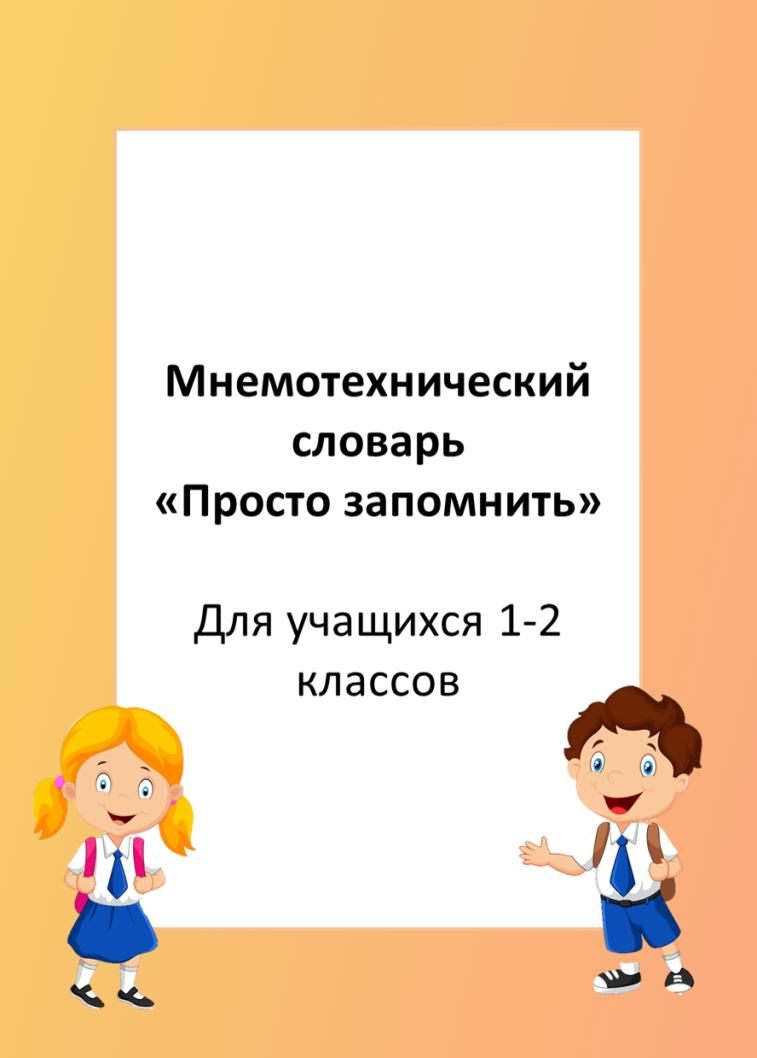 Мнемотехнический
словарь
«Просто запомнить»
Для учащихся 1-2
классов